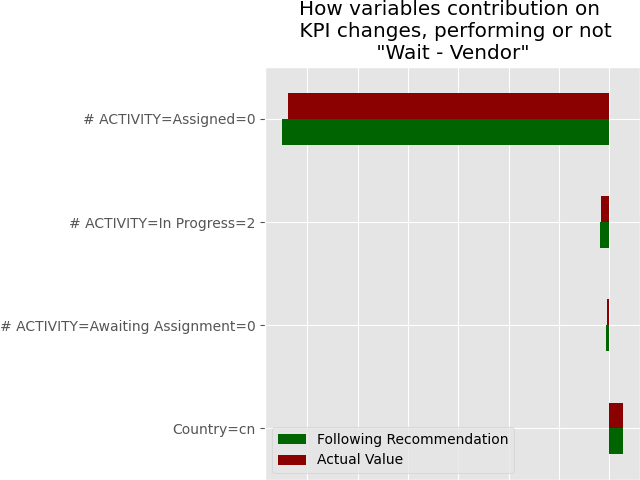 How variables contribution on
KPI changes, performing or not
"Wait - Vendor"
# ACTIVITY=Assigned=0
# ACTIVITY=In Progress=2
# ACTIVITY=Awaiting Assignment=0
Country=cn
Following Recommendation
Actual Value